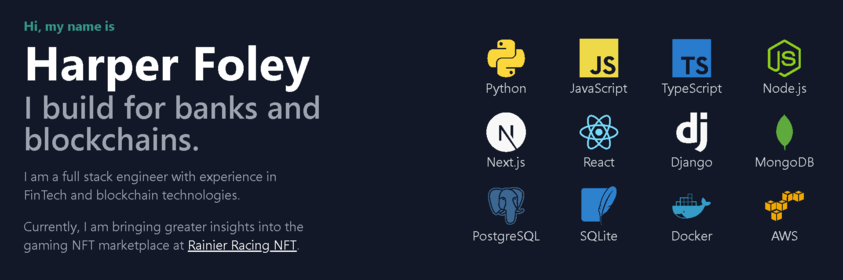 Hi, my name is
Harper Foley
I build for banks and
blockchains.
I am a full stack engineer with experience in
FinTech and blockchain technologies.
Currently, I am bringing greater insights into the
gaming NFT marketplace at Rainier Racing NFT.
JS
TS
JS
Python
JavaScript
TypeScript
Node.js
N
dj
Next.js
React
Django
MongoDB
PostgreSQL
SQLite
Docker
AWS